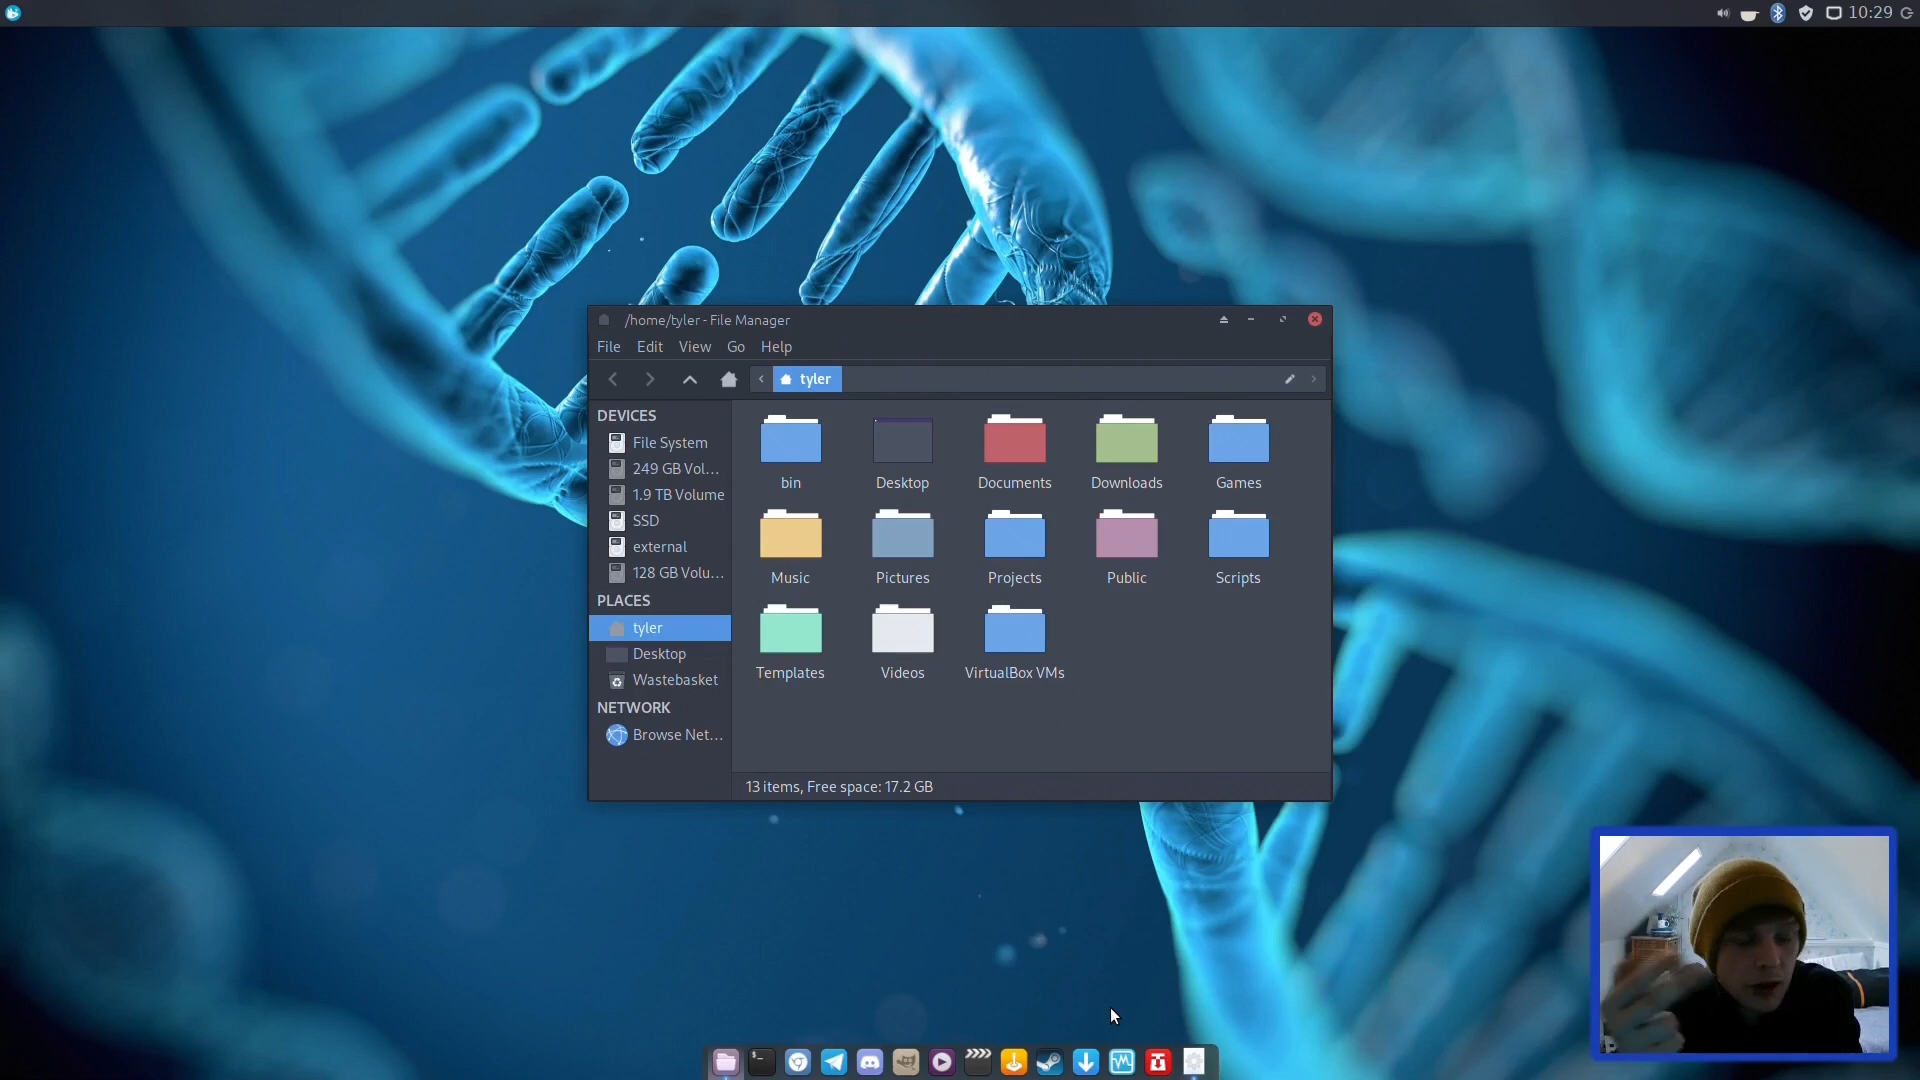 10:29
/home/tyler - File Manager
File Edit View Go Help
tyler
DEVICES
File System
249 GB Vol...
1.9 TB Volume
SSD
external
128 GB Volu...
PLACES
tyler
Desktop
Wastebasket
NETWORK
Browse Net...
bin Desktop Documents Downloads Games
Music Pictures Projects Public Scripts
Templates Videos VirtualBox VMs
13 items, Free space: 17.2 GB